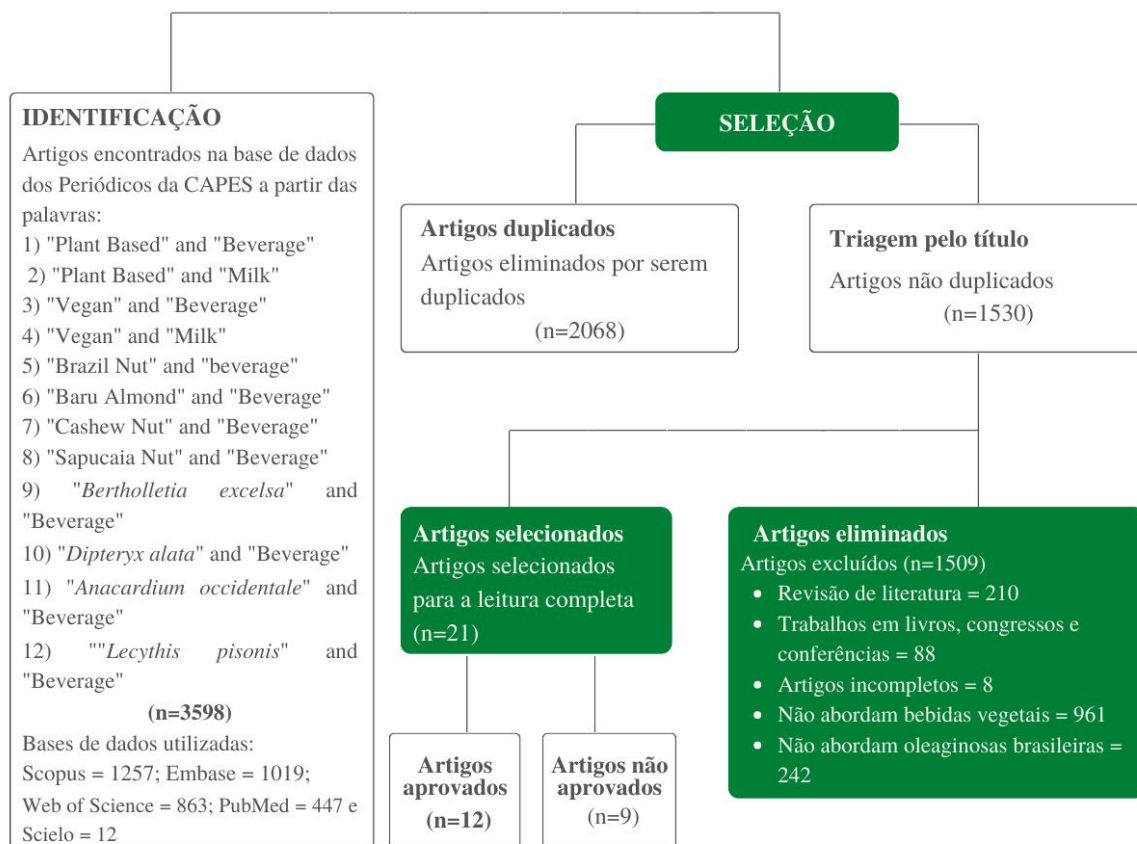 IDENTIFICAÇÃO
Artigos encontrados na base de dados
dos Periódicos da CAPES a partir das
palavras:
1) "Plant Based" and "Beverage"
2) "Plant Based" and "Milk"
3) "Vegan" and "Beverage"
4) "Vegan" and "Milk"
5) "Brazil Nut" and "beverage"
6) "Baru Almond" and "Beverage"
7) "Cashew Nut" and "Beverage"
8) "Sapucaia Nut" and "Beverage"
9) "Bertholletia excelsa" and
"Beverage"
10) "Dipteryx alata" and "Beverage"
11) "Anacardium occidentale" and
"Beverage"
12) ""Lecythis pisonis" and
"Beverage"
(n=3598)
Bases de dados utilizadas:
Scopus = 1257; Embase = 1019;
Web of Science = 863; PubMed = 447 e
Scielo = 12
SELEÇÃO
Artigos duplicados
Artigos eliminados por serem
duplicados
(n=2068)
Triagem pelo título
Artigos não duplicados
(n=1530)
Artigos selecionados
Artigos selecionados
para a leitura completa
(n=21)
Artigos eliminados
Artigos excluídos (n=1509)
• Revisão de literatura = 210
• Trabalhos em livros, congressos e
conferências = 88
• Artigos incompletos = 8
• Não abordam bebidas vegetais = 961
• Não abordam oleaginosas brasileiras =
242
Artigos
aprovados
(n=12)
Artigos não
aprovados
(n=9)